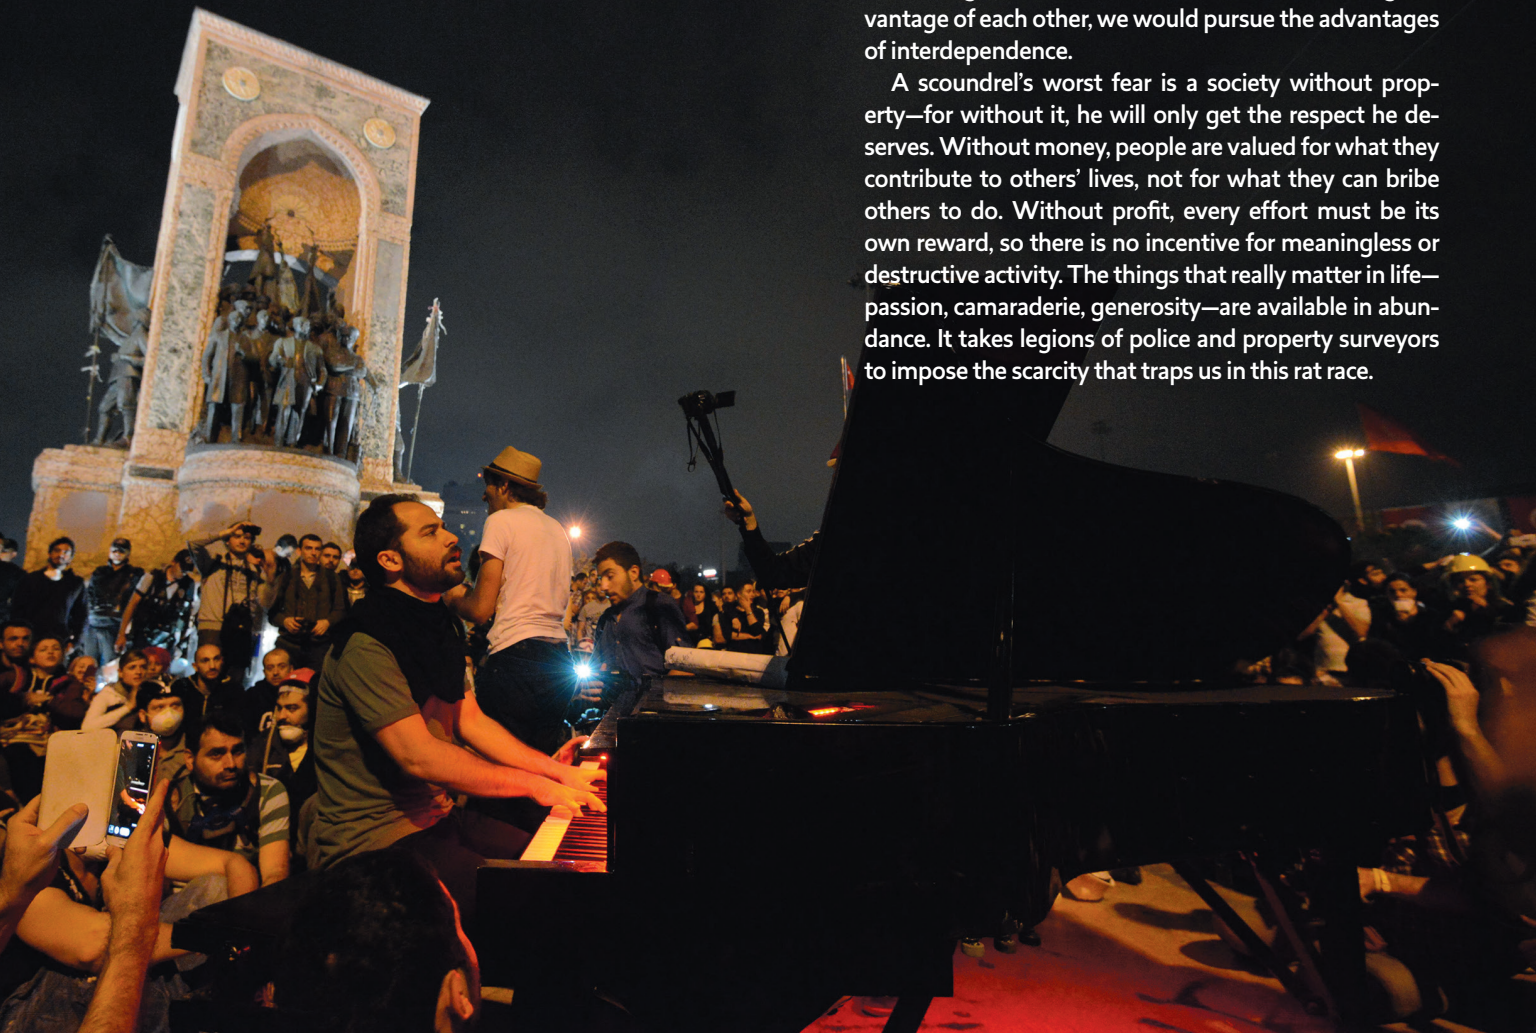 vantage of each other, we would pursue the advantages
of interdependence.
A scoundrel’s worst fear is a society without prop-
erty—for without it, he will only get the respect he de-
serves. Without money, people are valued for what they
contribute to others’ lives, not for what they can bribe
others to do. Without profit, every effort must be its
own reward, so there is no incentive for meaningless or
destructive activity. The things that really matter in life—
passion, camaraderie, generosity—are available in abun-
dance. It takes legions of police and property surveyors
to impose the scarcity that traps us in this rat race.